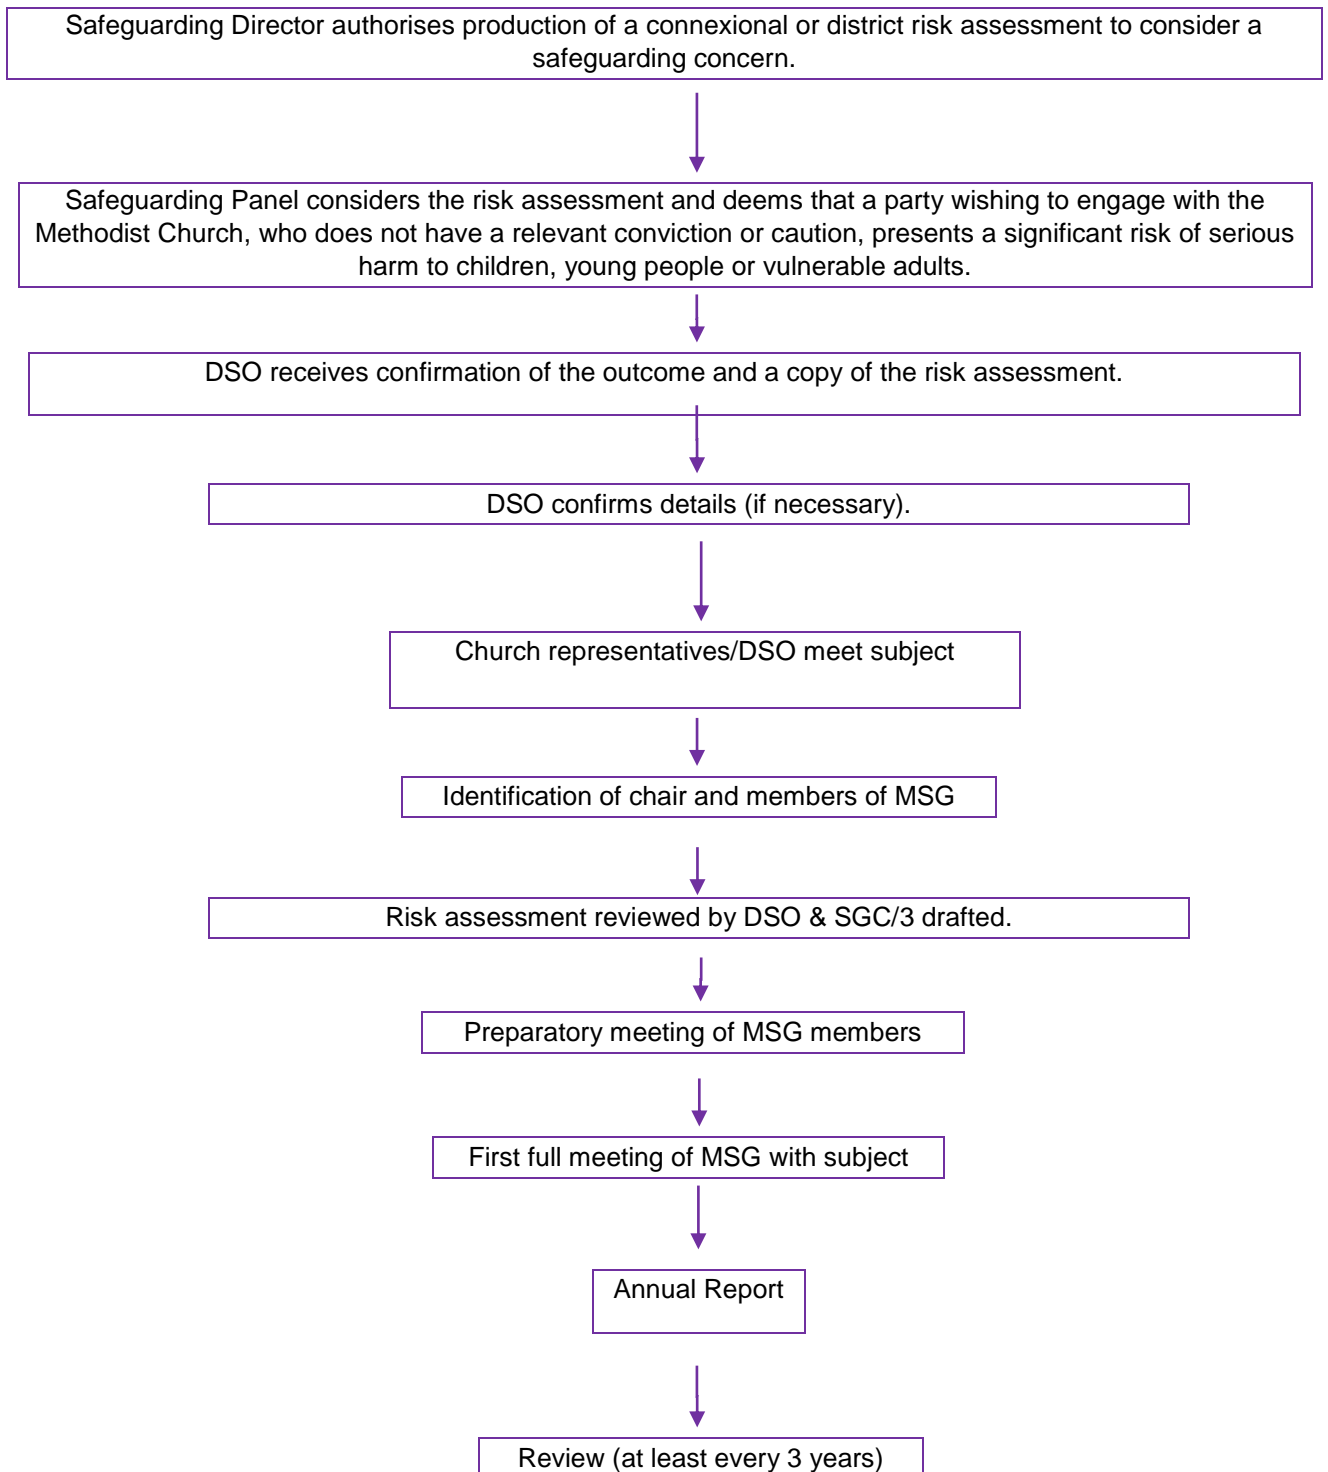 Safeguarding Director authorises production of a connexional or district risk assessment to consider a
safeguarding concern.
Safeguarding Panel considers the risk assessment and deems that a party wishing to engage with the
Methodist Church, who does not have a relevant conviction or caution, presents a significant risk of serious
harm to children, young people or vulnerable adults.
DSO receives confirmation of the outcome and a copy of the risk assessment.
DSO confirms details (if necessary).
Church representatives/DSO meet subject
Identification of chair and members of MSG
Risk assessment reviewed by DSO & SGC/3 drafted.
Preparatory meeting of MSG members
First full meeting of MSG with subject
Annual Report
Review (at least every 3 years)